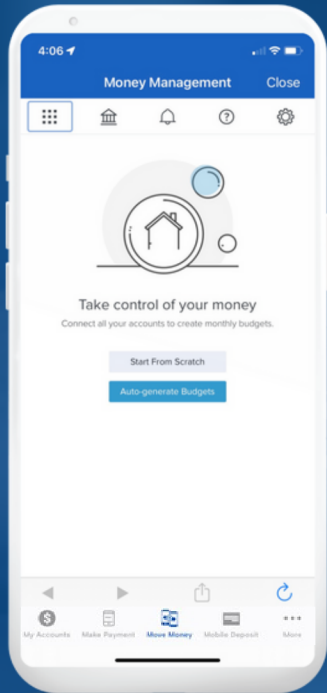 4:06
Money Management
Close
Take control of your money
Connect all your accounts to create monthly budgets.
Start From Scratch
Auto-generate Budgets
My Accounts
Make Payment
Move Money
Mobile Deposit
More